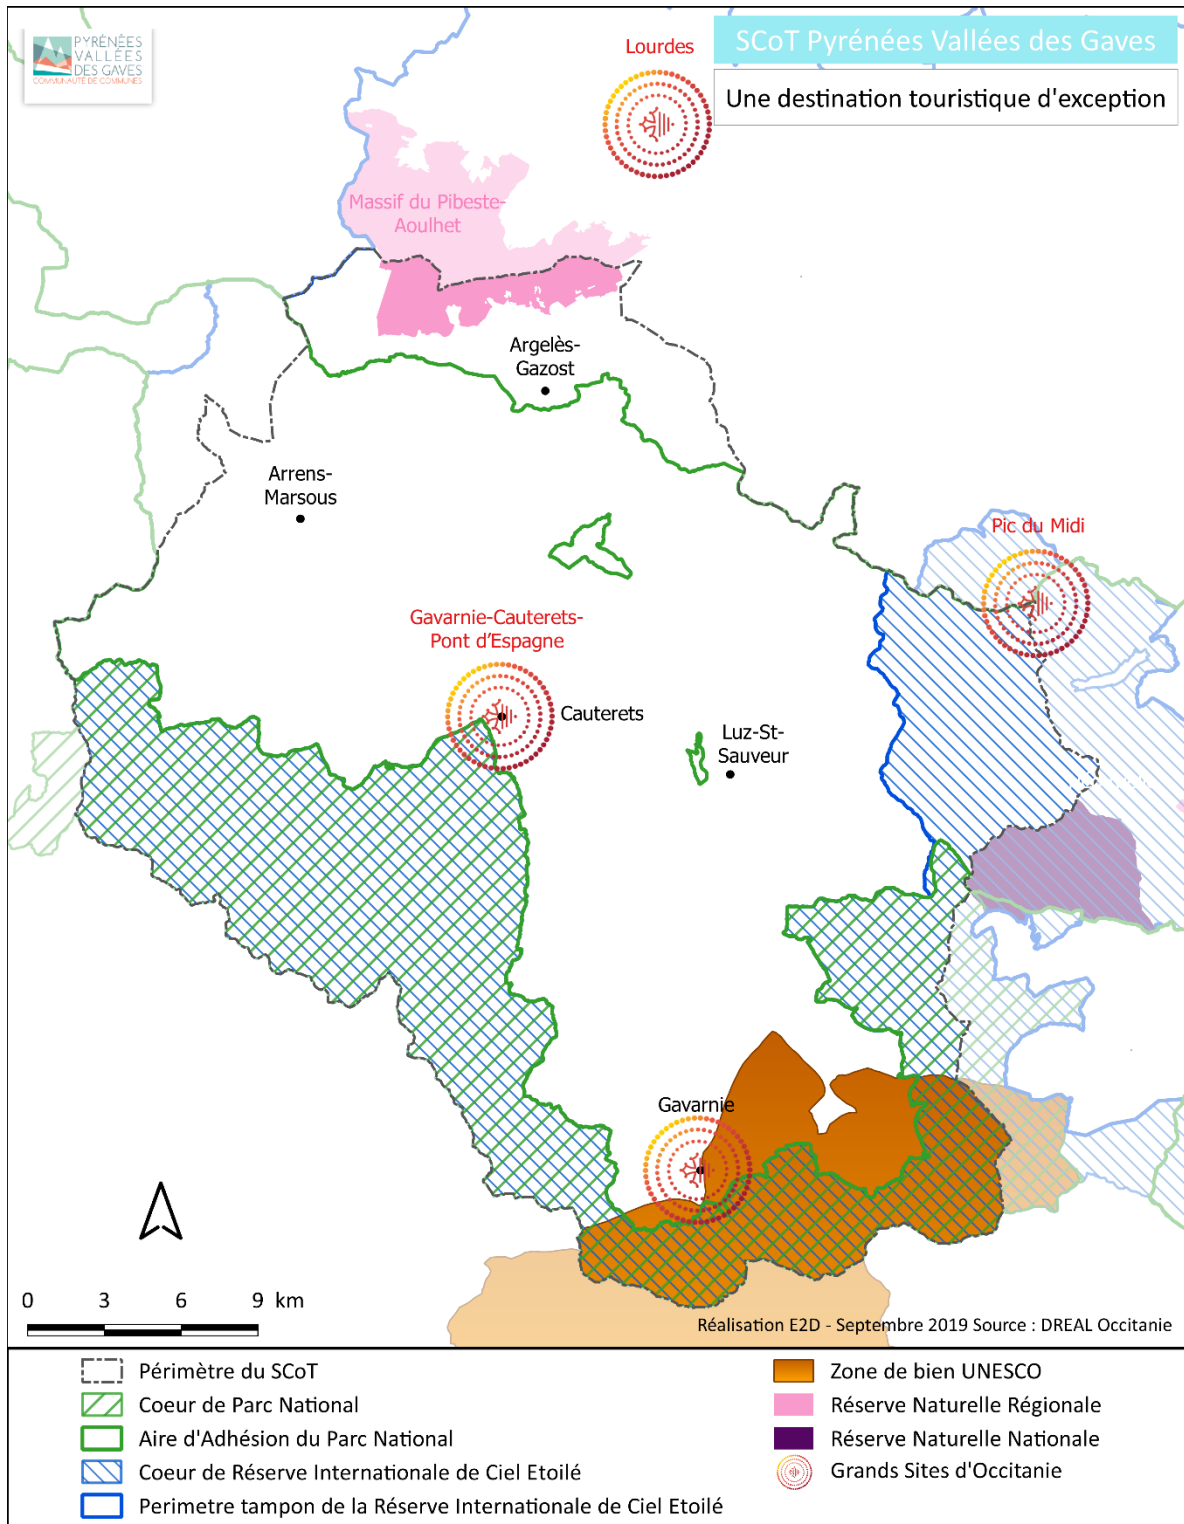 PYRÉNÉES
VALLÉES
DES GAVES
COMMUNAUTÉ DE COMMUNES
SCoT Pyrénées Vallées des Gaves
Une destination touristique d'exception
Lourdes
Massif du Pibeste-
Aoulhet
Argelès-
Gazost
Arrens-
Marsous
Pic du Midi
Gavarnie-Cauterets-
Pont d’Espagne
Cauterets
Luz-St-
Sauveur
Gavarnie
0 3 6 9 km
Réalisation E2D - Septembre 2019 Source : DREAL Occitanie
Périmètre du SCoT
Coeur de Parc National
Aire d'Adhésion du Parc National
Coeur de Réserve Internationale de Ciel Etoilé
Perimetre tampon de la Réserve Internationale de Ciel Etoilé
Zone de bien UNESCO
Réserve Naturelle Régionale
Réserve Naturelle Nationale
Grands Sites d'Occitanie